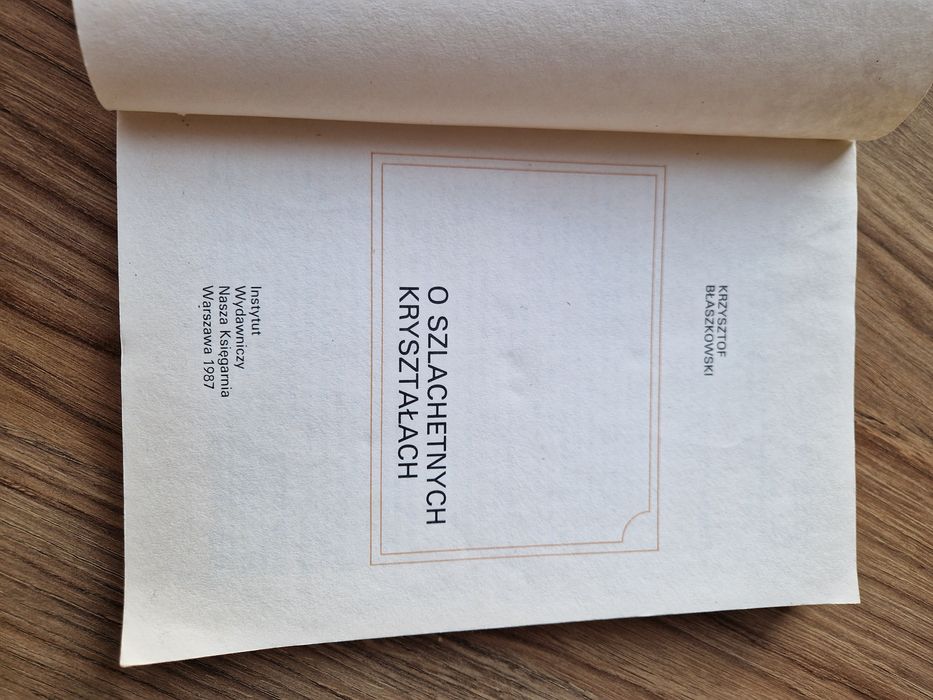 KRZYSZTOF
BŁASZKOWSKI
O SZLACHETNYCH
KRYSZTAŁACH
Instytut
Wydawniczy
Nasza Księgarnia
Warszawa 1987